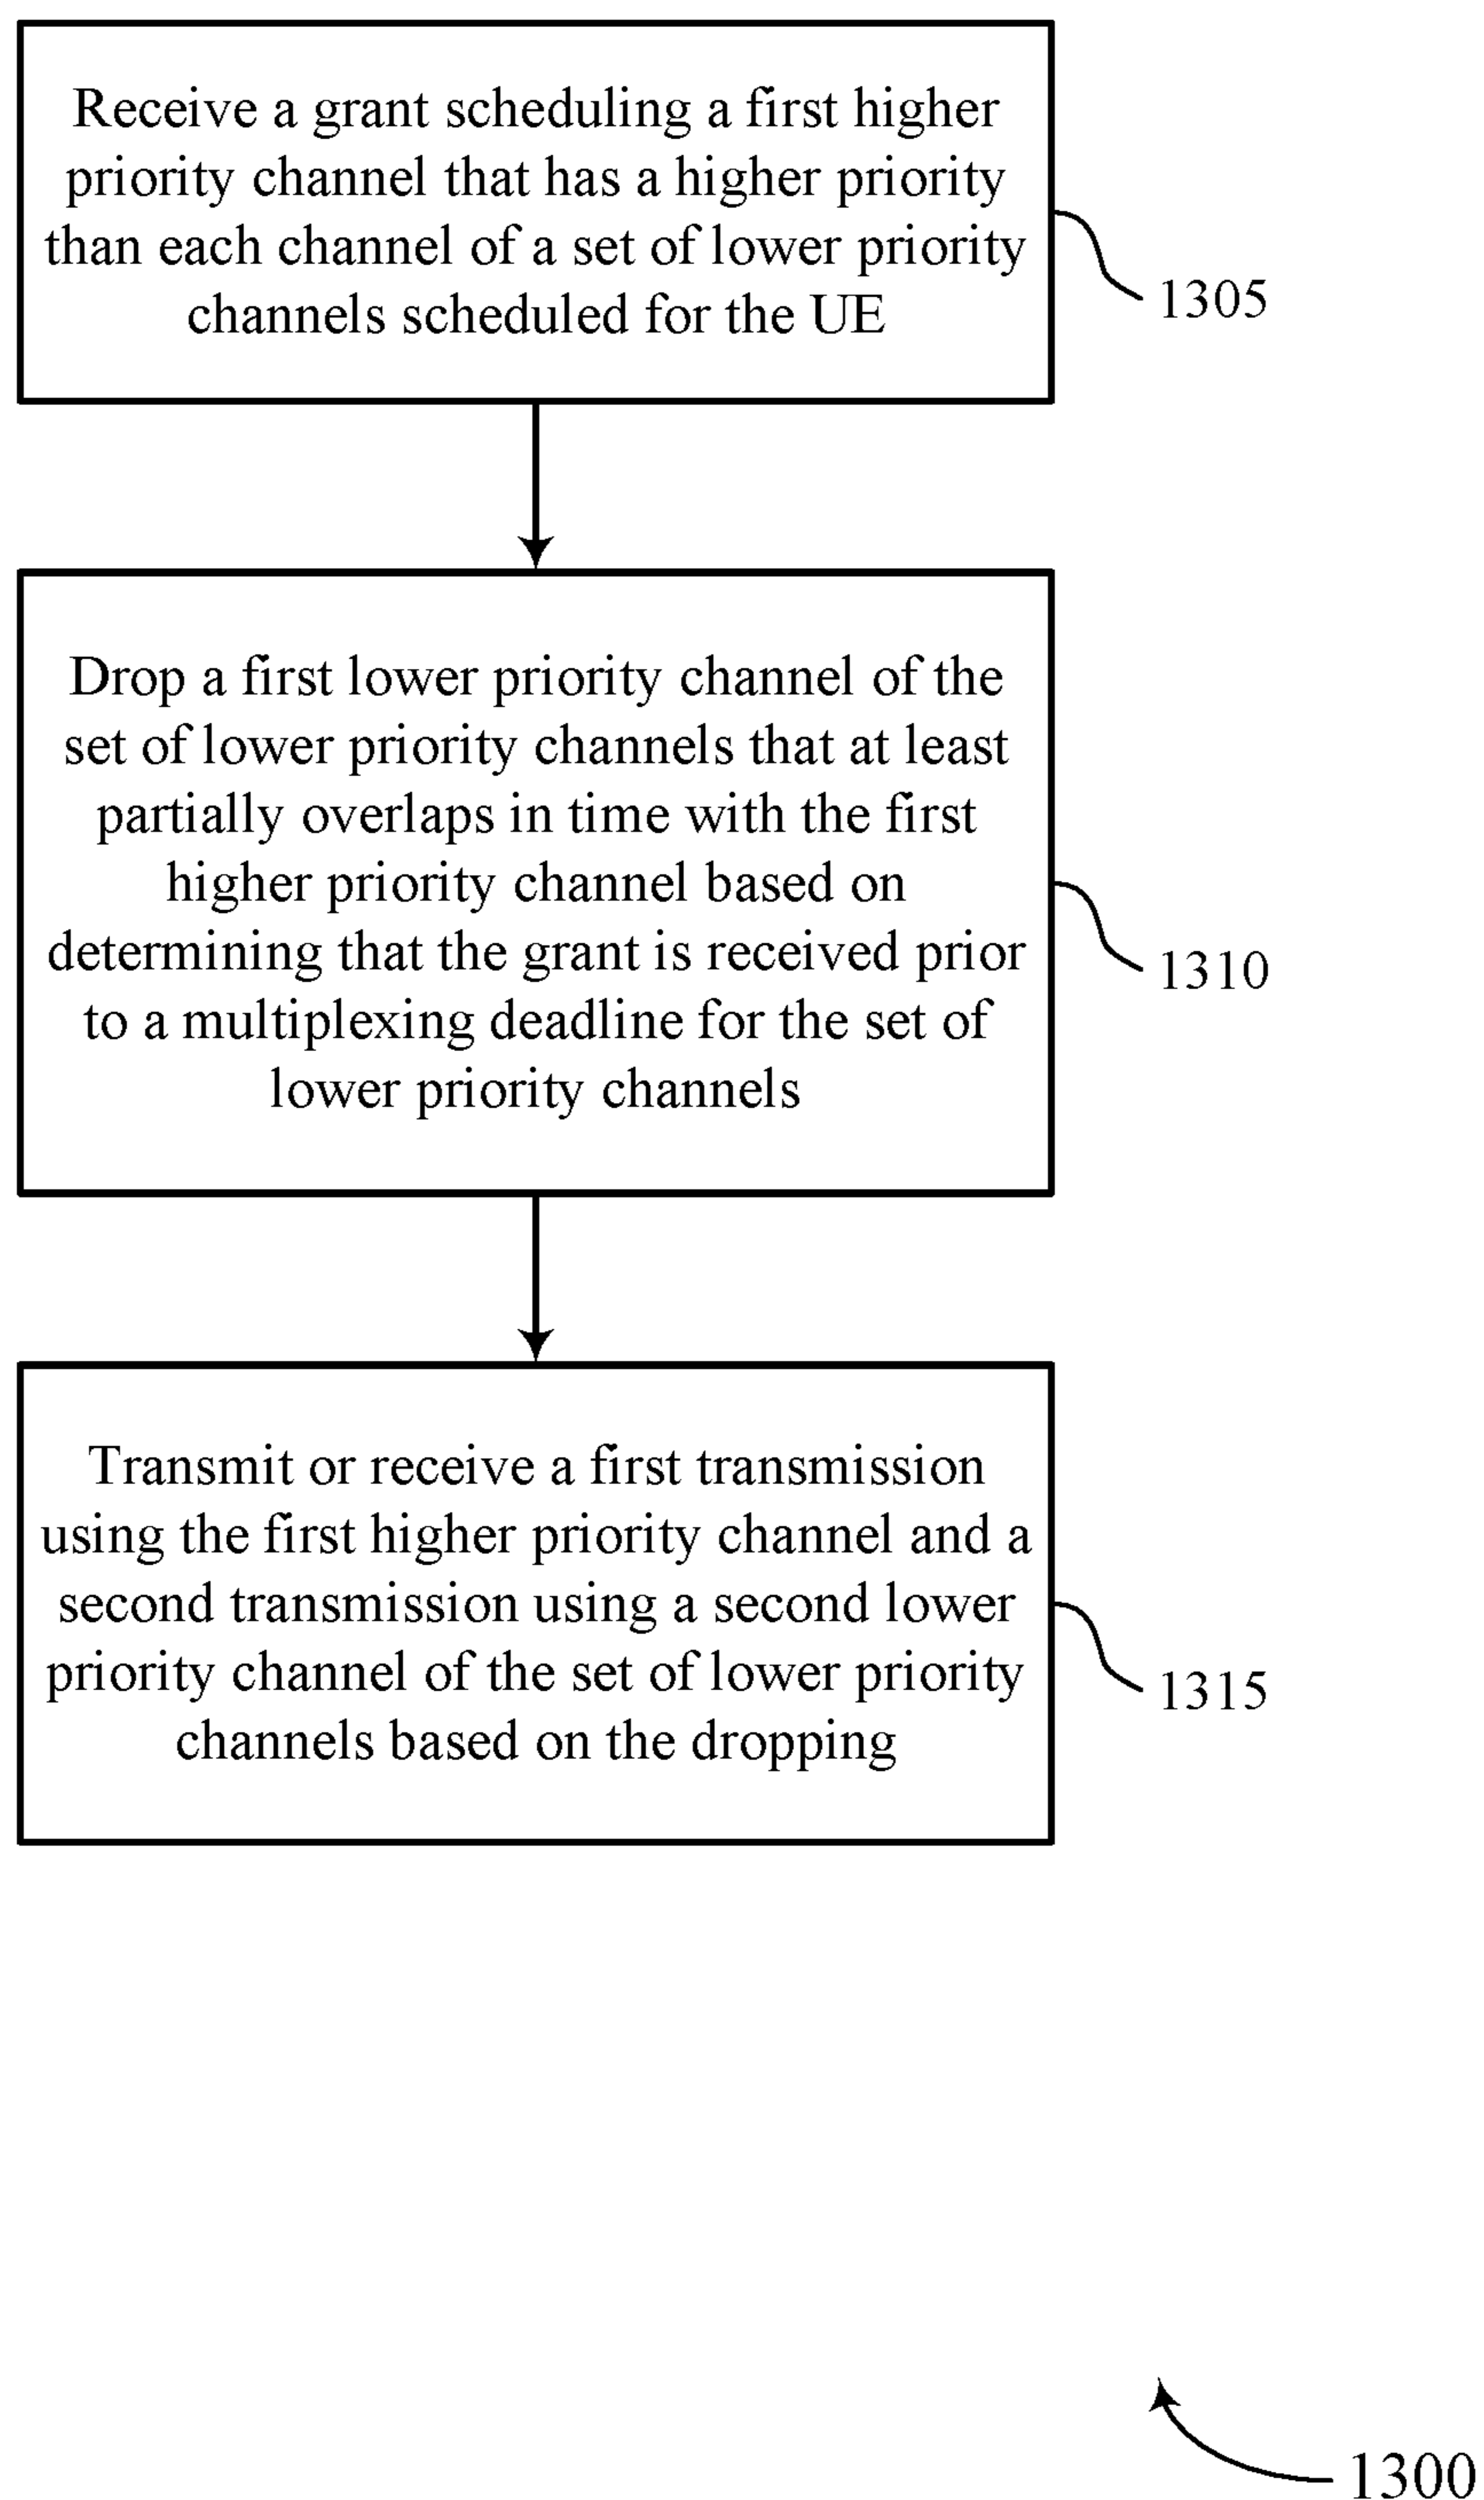 Receive a grant scheduling a first higher
priority channel that has a higher priority
than each channel of a set of lower priority
channels scheduled for the UE
1305
Drop a first lower priority channel of the
set of lower priority channels that at least
partially overlaps in time with the first
higher priority channel based on
determining that the grant is received prior
to a multiplexing deadline for the set of
lower priority channels
1310
Transmit or receive a first transmission
using the first higher priority channel and a
second transmission using a second lower
priority channel of the set of lower priority
channels based on the dropping
1315
1300